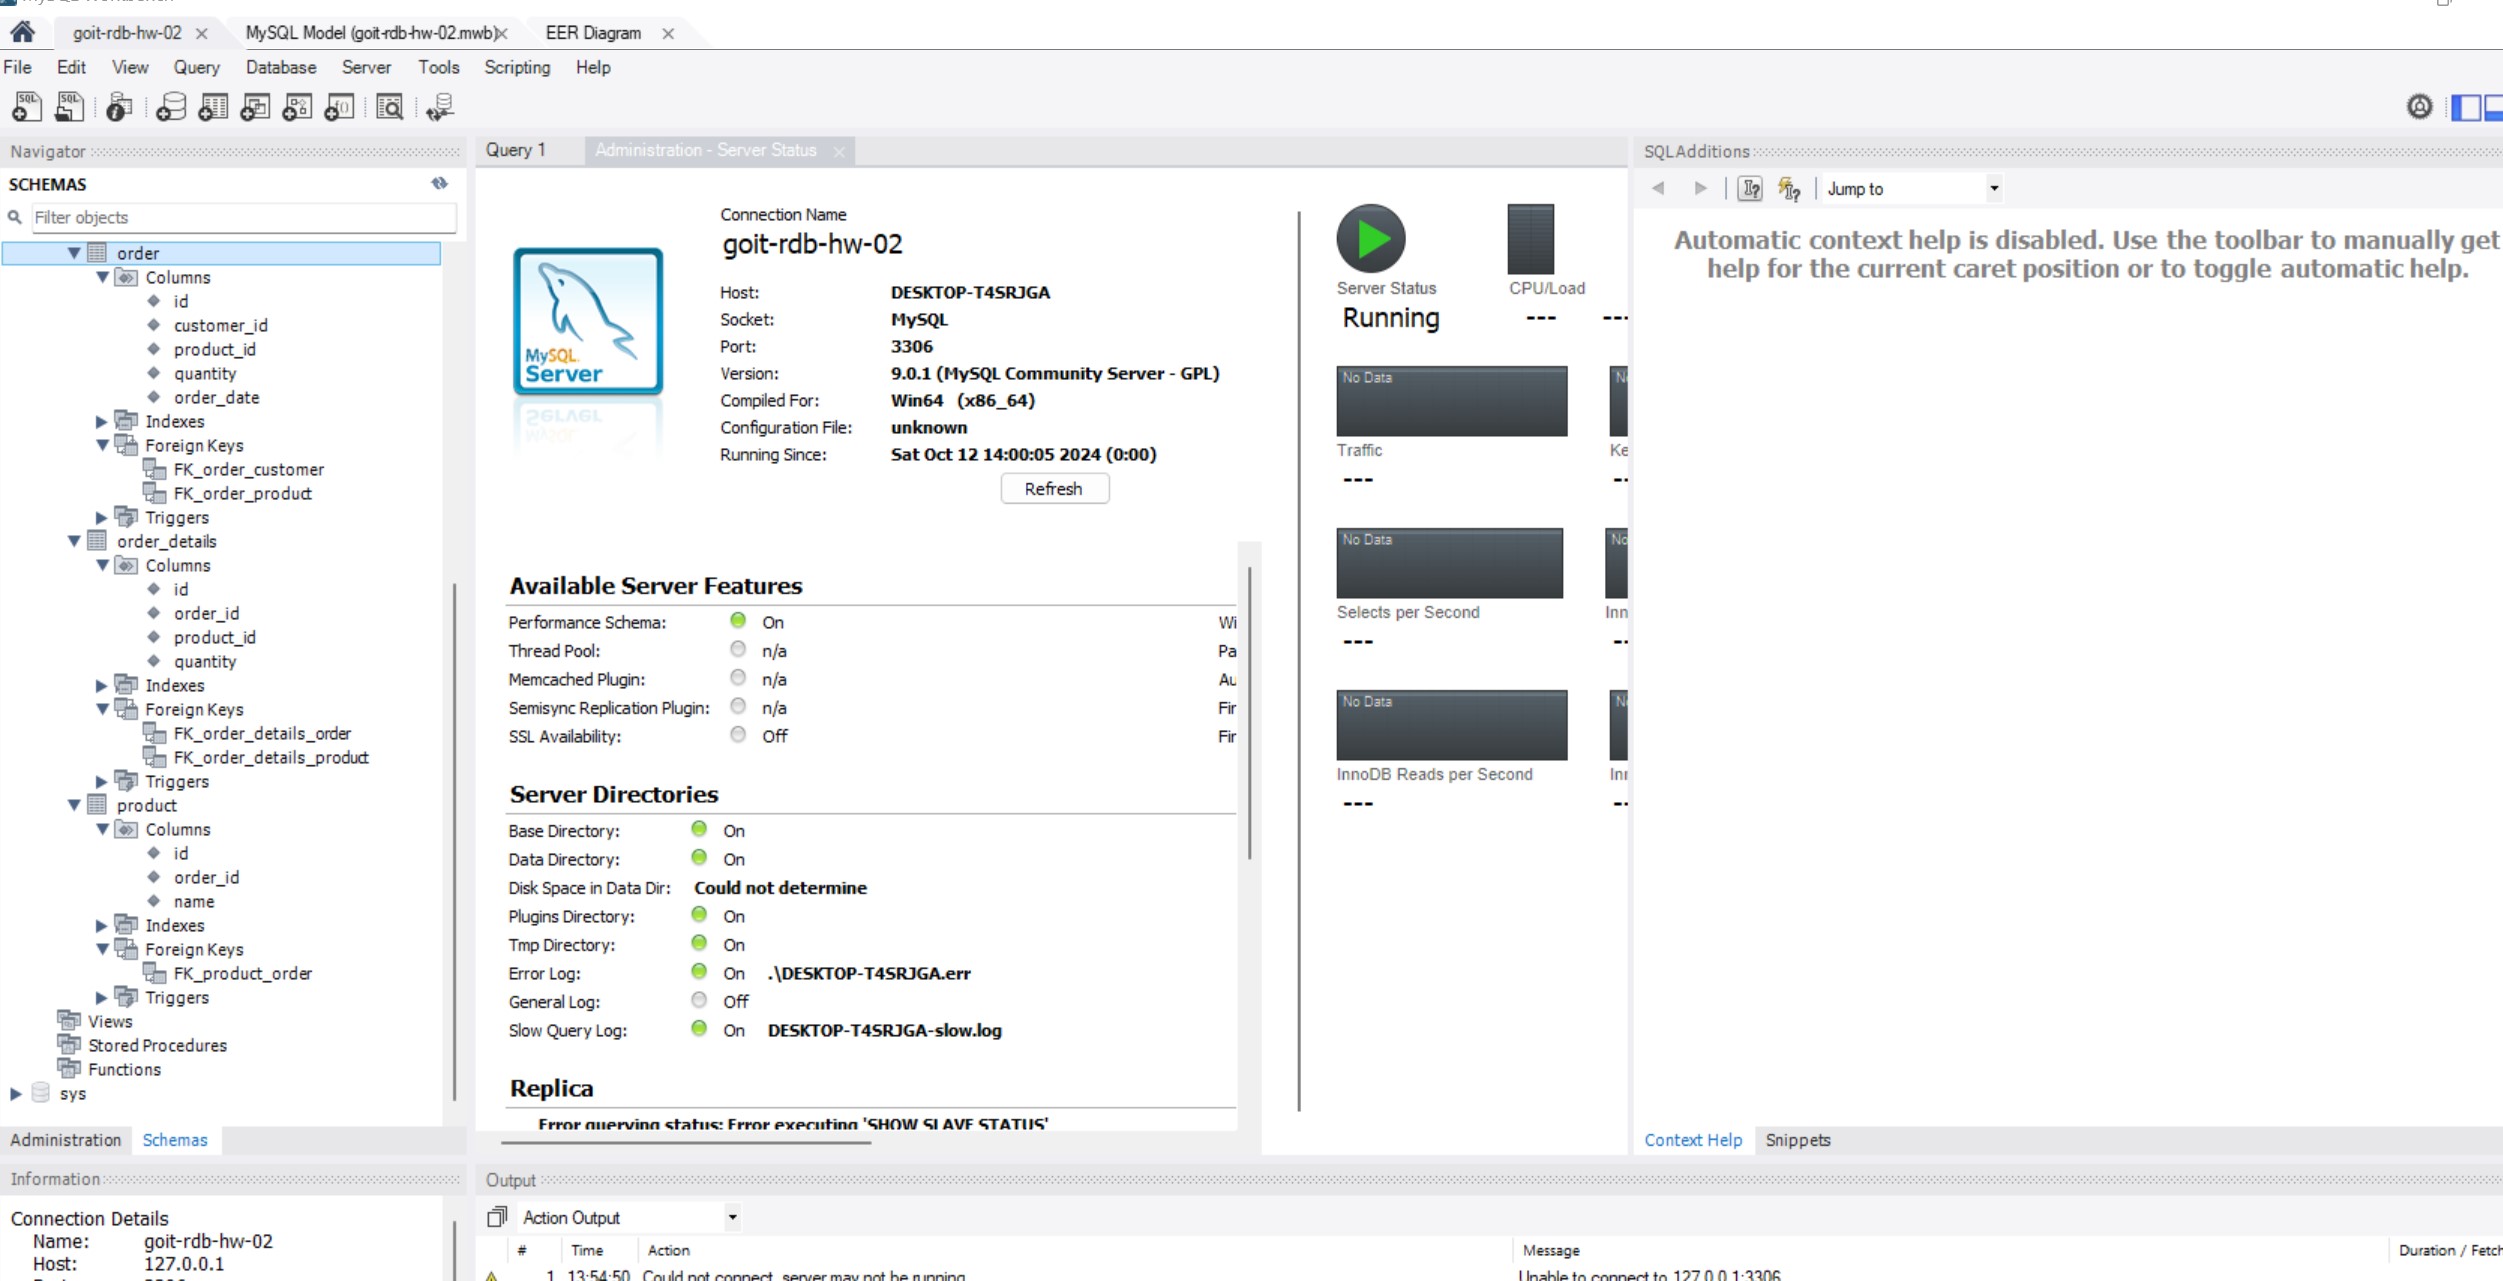 goit-rdb-hw-02
MySQL Model (goit-rdb-hw-02.mwb)
EER Diagram
File Edit View Query Database Server Tools Scripting Help
Navigator
SCHEMAS
Filter objects
order
Columns
id
customer_id
product_id
quantity
order_date
Indexes
Foreign Keys
FK_order_customer
FK_order_product
Triggers
order_details
Columns
id
order_id
product_id
quantity
Indexes
Foreign Keys
FK_order_details_order
FK_order_details_product
Triggers
product
Columns
id
order_id
name
Indexes
Foreign Keys
FK_product_order
Triggers
Views
Stored Procedures
Functions
sys
Administration Schemas
Information
Connection Details
Name: goit-rdb-hw-02
Host: 127.0.0.1
Query 1
Administration - Server Status
MySQL
Server
Connection Name
goit-rdb-hw-02
Host: DESKTOP-T4SRJGA
Socket: MySQL
Port: 3306
Version: 9.0.1 (MySQL Community Server - GPL)
Compiled For: Win64 (x86_64)
Configuration File: unknown
Running Since: Sat Oct 12 14:00:05 2024 (0:00)
Refresh
Available Server Features
Performance Schema: On Wi
Thread Pool: n/a Pa
Memcached Plugin: n/a Au
Semisync Replication Plugin: n/a Fir
SSL Availability: Off Fir
Server Directories
Base Directory: On
Data Directory: On
Disk Space in Data Dir: Could not determine
Plugins Directory: On
Tmp Directory: On
Error Log: On .\DESKTOP-T4SRJGA.err
General Log: Off
Slow Query Log: On DESKTOP-T4SRJGA-slow.log
Replica
Error querying status: Error executing 'SHOW SLAVE STATUS'
Server Status CPU/Load
Running --- ---
No Data
Traffic Ke
---
No Data No
Selects per Second Inn
---
No Data
InnoDB Reads per Second
---
SQLAdditions
Jump to
Automatic context help is disabled. Use the toolbar to manually get
help for the current caret position or to toggle automatic help.
Context Help Snippets
Output
Action Output
# Time Action Message Duration / Fetch
1 13:54:50 Could not connect, server may not be running. Unable to connect to 127.0.0.1:3306